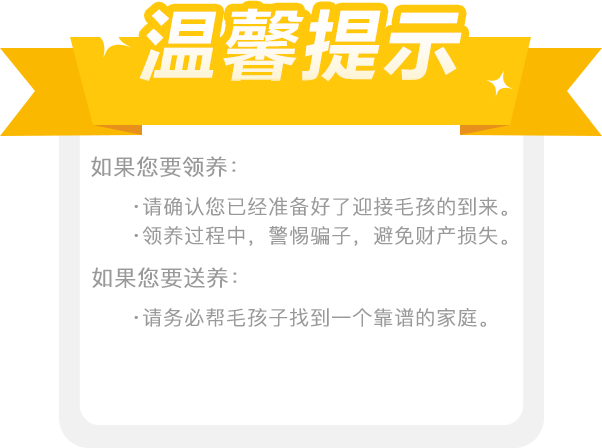 温馨提示
如果您要领养：
·请确认您已经准备好了迎接毛孩的到来。
·领养过程中，警惕骗子，避免财产损失。
如果您要送养：
·请务必帮毛孩子找到一个靠谱的家庭。